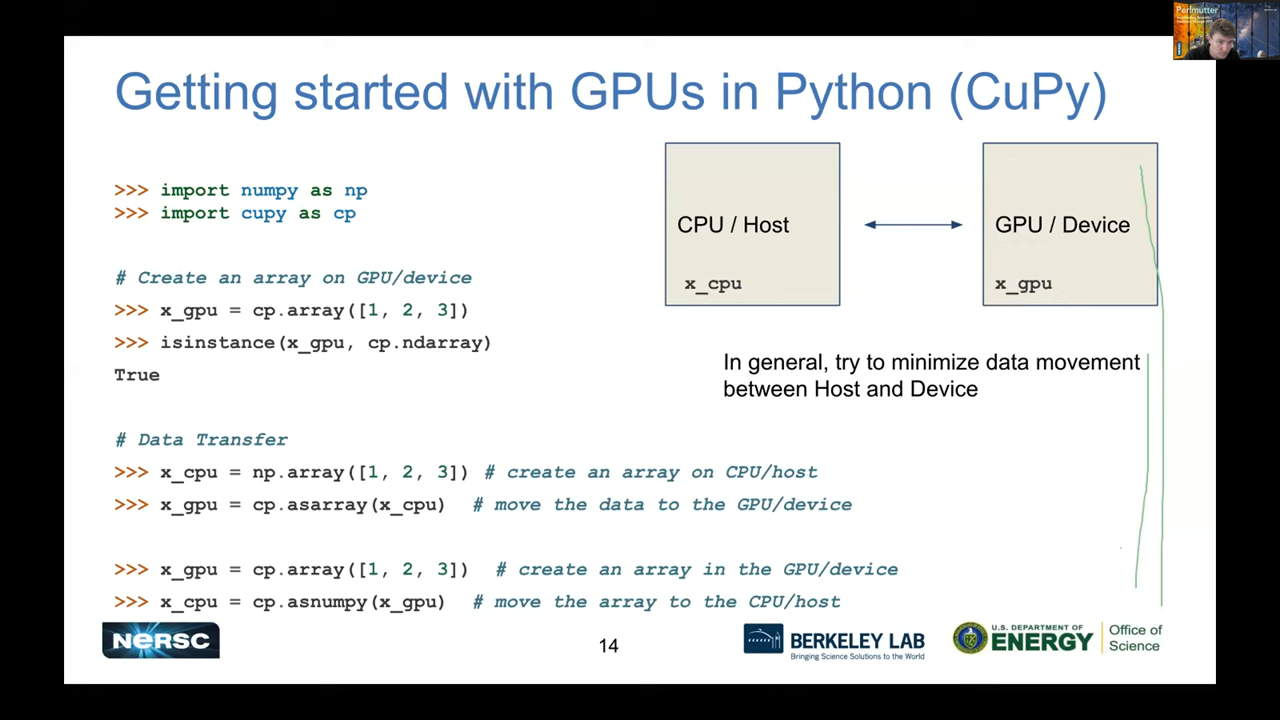 Perlmutter
Getting started with GPUs in Python (CuPy)
>>> import numpy as np
>>> import cupy as cp
# Create an array on GPU/device
>>> x_gpu = cp.array([1, 2, 3])
>>> isinstance(x_gpu, cp.ndarray)
True
# Data Transfer
>>> x_cpu = np.array([1, 2, 3]) # create an array on CPU/host
>>> x_gpu = cp.asarray(x_cpu) # move the data to the GPU/device
>>> x_gpu = cp.array([1, 2, 3]) # create an array in the GPU/device
>>> x_cpu = cp.asnumpy(x_gpu) # move the array to the CPU/host
CPU / Host
x_cpu
GPU / Device
x_gpu
In general, try to minimize data movement
between Host and Device
NERSC
14
BERKELEY LAB
Bringing Science Solutions to the World
U.S. DEPARTMENT OF
ENERGY
Office of
Science